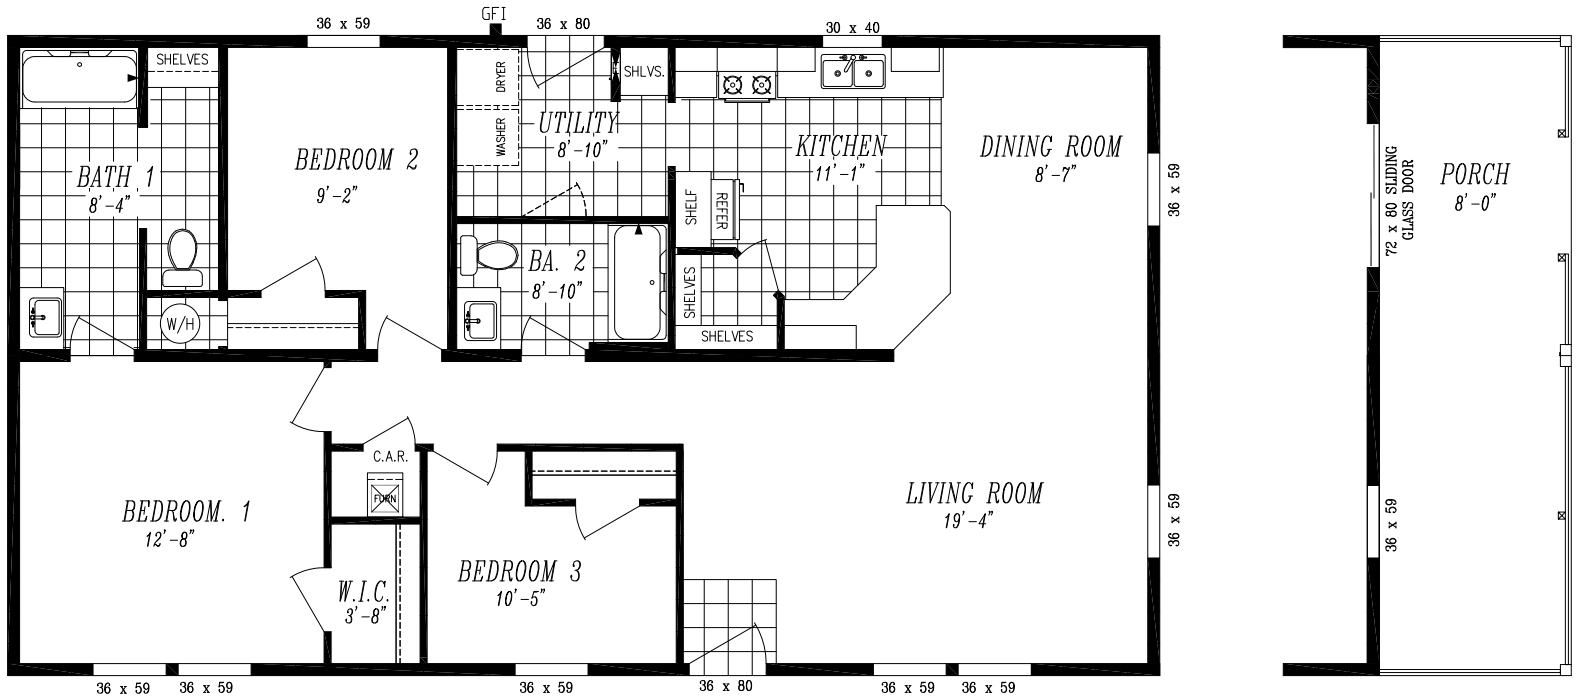 GFI
36 x 59
36 x 80
30 x 40
SHELVES
DRYER
SHLVS.
WASHER
UTILITY
8'-10"
KITCHEN
11'-1"
DINING ROOM
8'-7"
BEDROOM 2
9'-2"
BATH 1
8'-4"
36 x 59
72 x 80 SLIDING
GLASS DOOR
PORCH
8'-0"
SHELF
REFER
BA. 2
8'-10"
SHELVES
SHELVES
W/H
C.A.R.
FURN
BEDROOM. 1
12'-8"
LIVING ROOM
19'-4"
36 x 59
36 x 59
BEDROOM 3
10'-5"
W.I.C.
3'-8"
36 x 59
36 x 59
36 x 59
36 x 80
36 x 59
36 x 59